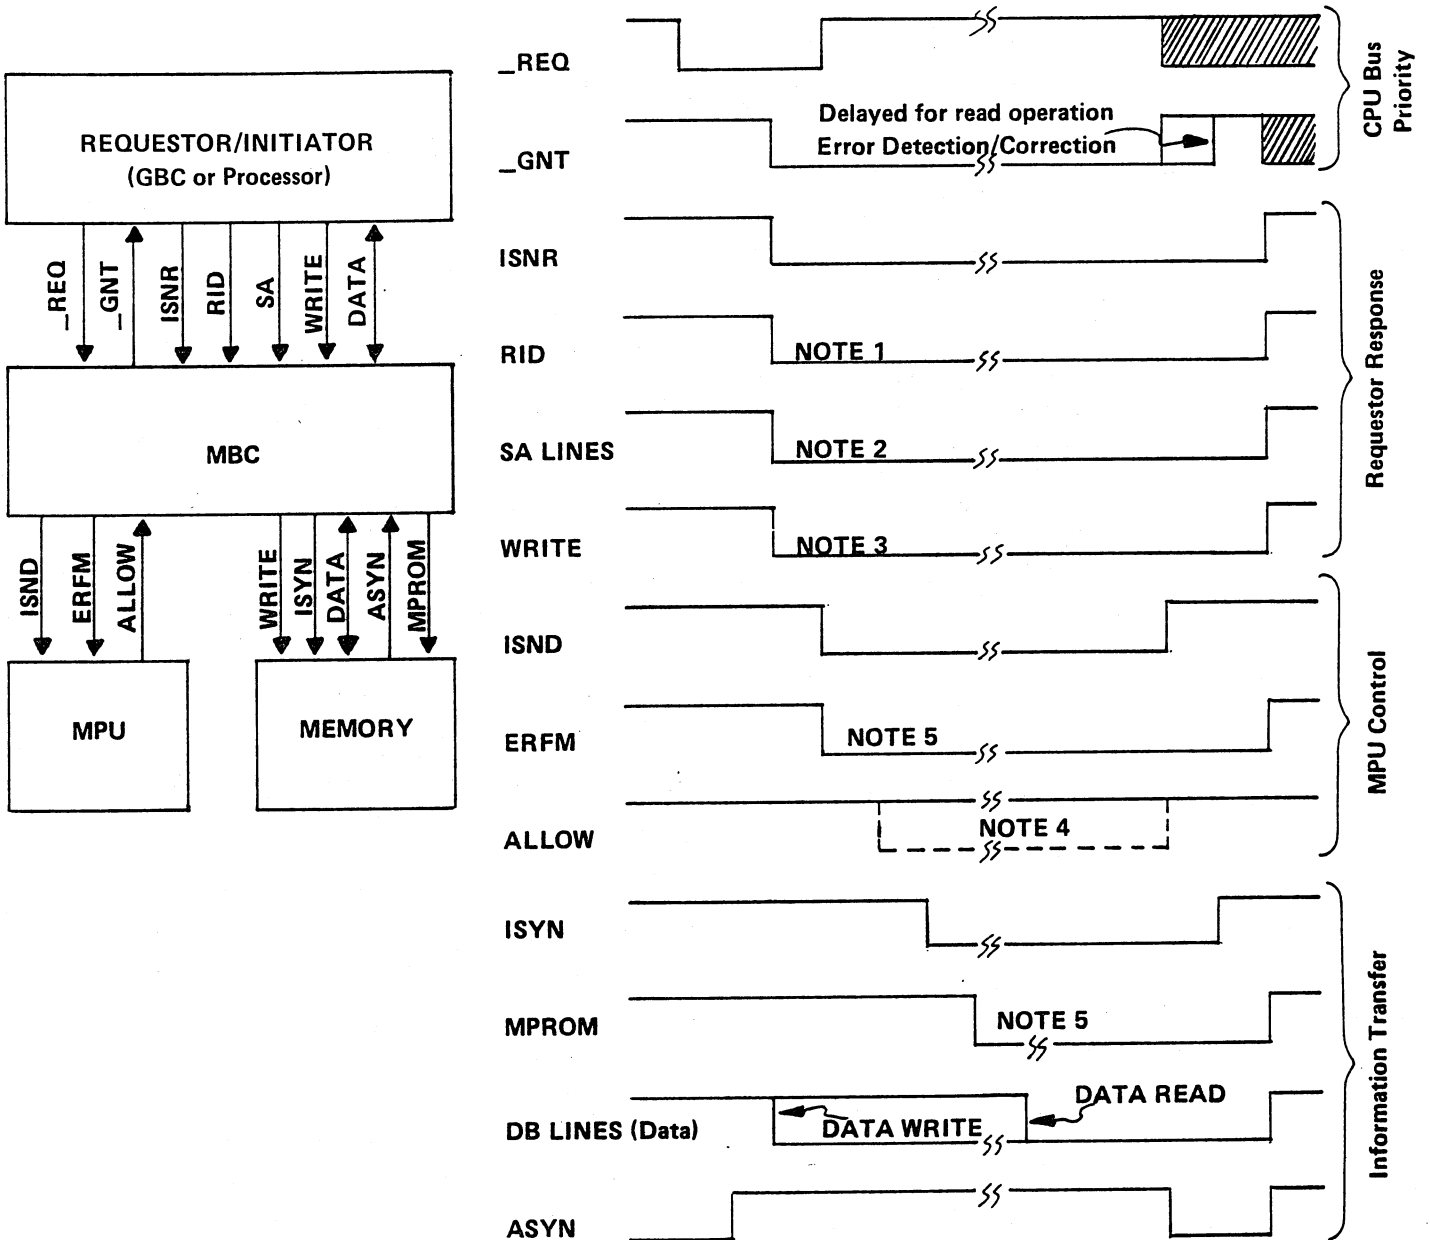 REQUESTOR/INITIATOR
(GBC or Processor)
_REQ
_GNT
ISNR
RID
SA
WRITE
DATA
MBC
ISND
ERFM
ALLOW
WRITE
ISYN
DATA
ASYN
MPROM
MPU
MEMORY
_REQ
Delayed for read operation
Error Detection/Correction
_GNT
CPU Bus
Priority
ISNR
RID
NOTE 1
SA LINES
NOTE 2
WRITE
NOTE 3
Requestor Response
ISND
ERFM
NOTE 5
ALLOW
NOTE 4
MPU Control
ISYN
MPROM
NOTE 5
DB LINES (Data)
DATA WRITE
DATA READ
ASYN
Information Transfer